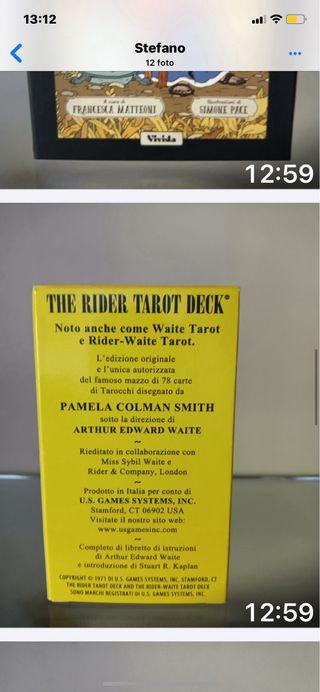 13:12
Stefano
12 foto
A cura di
FRANCESCA MATTEONI
Illustrazioni di
SIMONE PACE
Vivida
12:59
THE RIDER TAROT DECK®
Noto anche come Waite Tarot
e Rider-Waite Tarot.
L'edizione originale
e l'unica autorizzata
del famoso mazzo di 78 carte
di Tarocchi disegnato da
PAMELA COLMAN SMITH
sotto la direzione di
ARTHUR EDWARD WAITE
~
Rieditato in collaborazione con
Miss Sybil Waite e
Rider & Company, London
~
Prodotto in Italia per conto di
U.S. GAMES SYSTEMS, INC.
Stamford, CT 06902 USA
Visitate il nostro sito web:
www.usgamesinc.com
~
Completo di libretto di istruzioni
di Arthur Edward Waite
e introduzione di Stuart R. Kaplan
COPYRIGHT © 1971 DI U.S. GAMES SYSTEMS, INC, STAMFORD, CT
THE RIDER TAROT DECK AND THE RIDER-WAITE TAROT DECK
SONO MARCHI REGISTRATI DI U.S. GAMES SYSTEMS, INC.
12:59